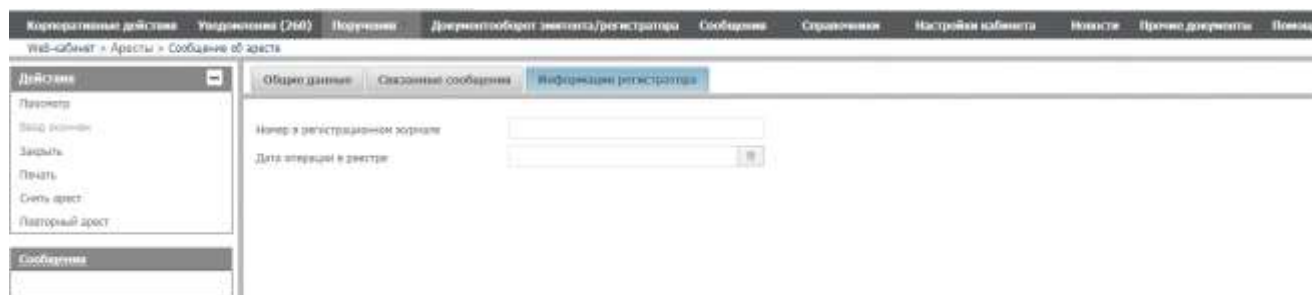 Корпоративные действия Уведомления (260) Поручения Документооборот эмитента/регистратора Сообщения Справочники Настройки кабинета Новости Прочие документы
Web-кабинет » Аресты » Сообщение об аресте
Действия
Общие данные Связанные сообщения Информация регистратора
Просмотр
Номер в регистрационном журнале
Закрыть
Дата операции в реестре
Печать
Снять арест
Повторный арест
Сообщения